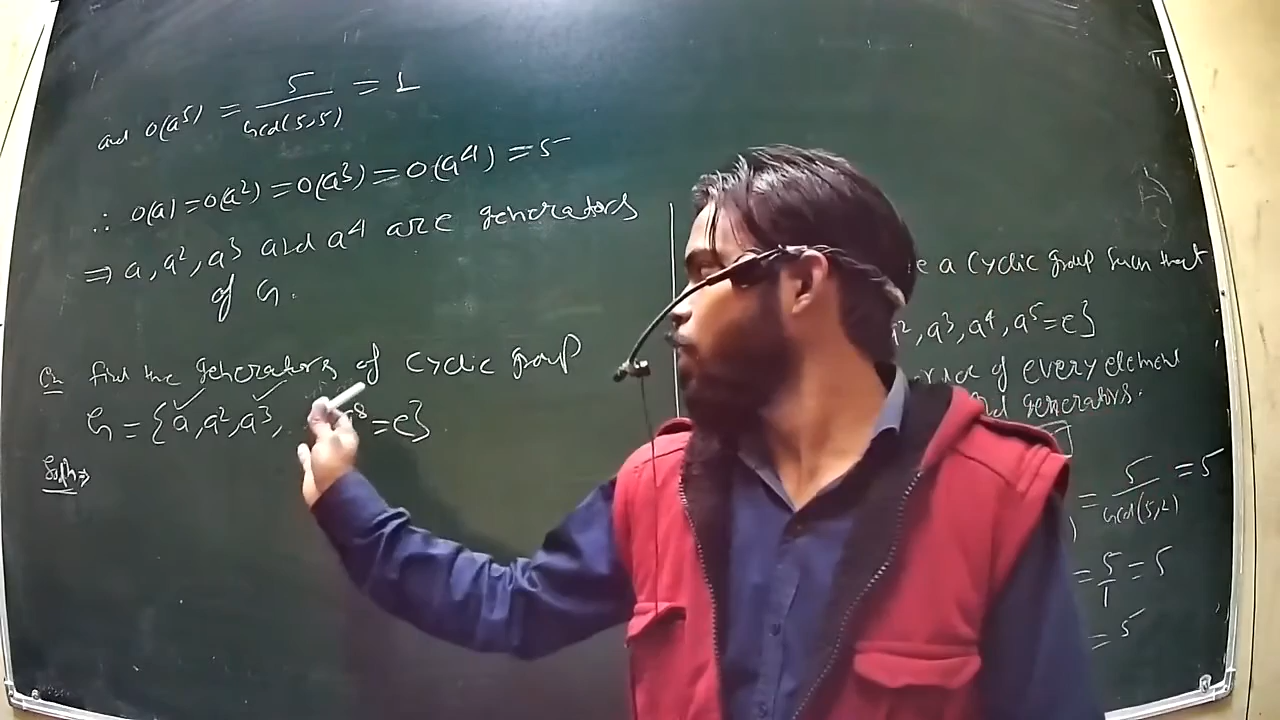 and O(a⁵) = 5/Gcd(5,5) = 1
∴ O(a) = O(a²) = O(a³) = O(a⁴) = 5
⇒ a, a², a³ and a⁴ are generators
of G.
Q2 Find the generators of cyclic group
G = {a, a², a³, ⁸ = e}
Solⁿ ⇒
e a cyclic group such that
a², a³, a⁴, a⁵ = e}
of every element
generators.
= 5/Gcd(5,2) = 5
= 5/1 = 5
= 5